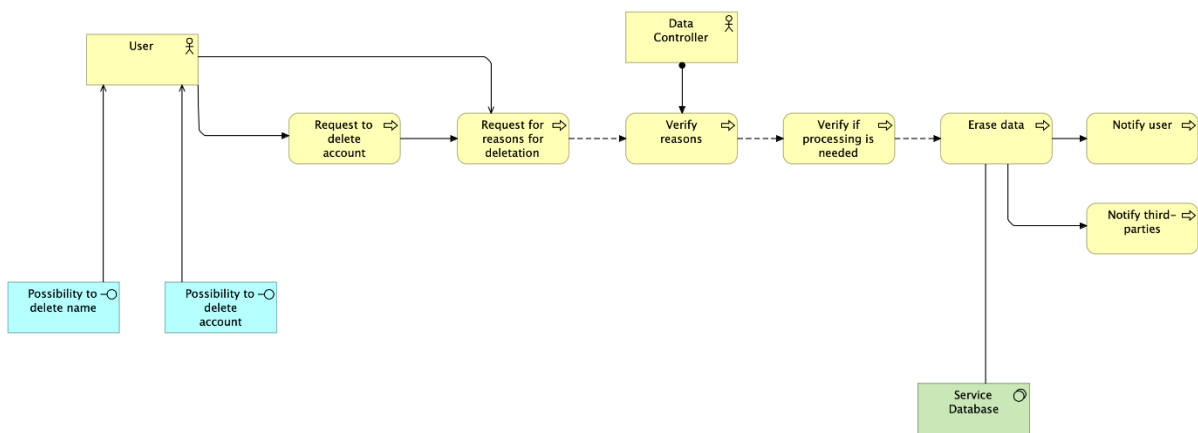 User
Data
Controller
Request to
delete
account
Request for
reasons for
deletation
Verify
reasons
Verify if
processing is
needed
Erase data
Notify user
Notify third-
parties
Possibility to
delete name
Possibility to
delete
account
Service
Database